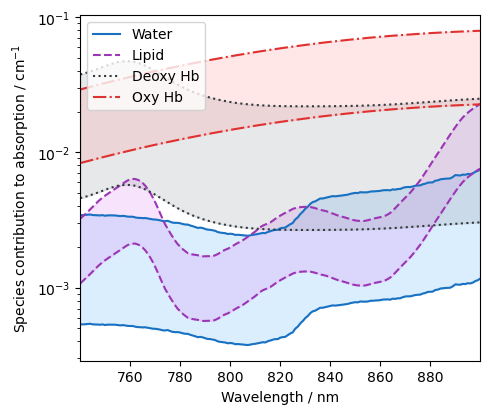 Species contribution to absorption / cm⁻¹
10⁻¹
10⁻²
10⁻³
Water
Lipid
Deoxy Hb
Oxy Hb
760 780 800 820 840 860 880
Wavelength / nm